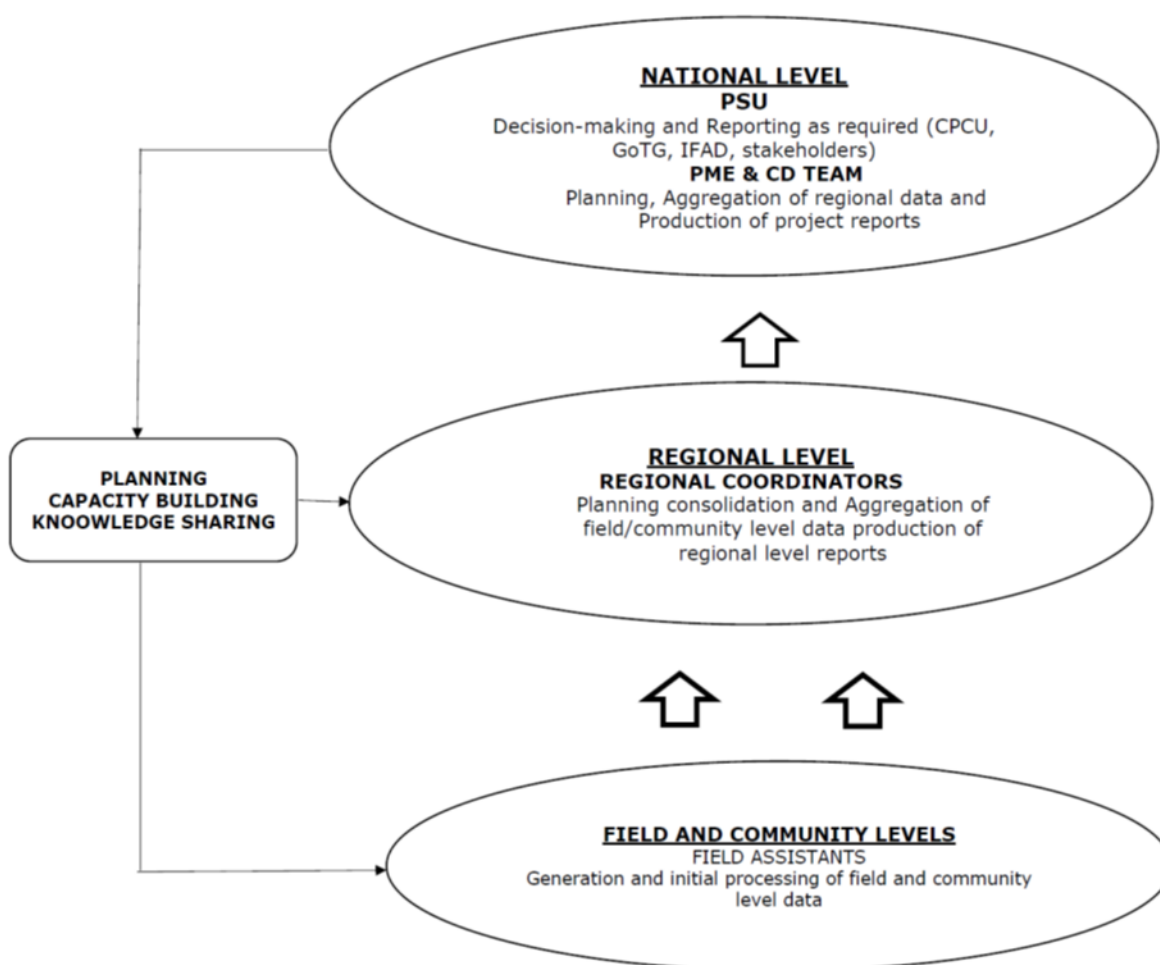 NATIONAL LEVEL
PSU
Decision-making and Reporting as required (CPCU,
GoTG, IFAD, stakeholders)
PME & CD TEAM
Planning, Aggregation of regional data and
Production of project reports
PLANNING
CAPACITY BUILDING
KNOOWLEDGE SHARING
REGIONAL LEVEL
REGIONAL COORDINATORS
Planning consolidation and Aggregation of
field/community level data production of
regional level reports
FIELD AND COMMUNITY LEVELS
FIELD ASSISTANTS
Generation and initial processing of field and community
level data